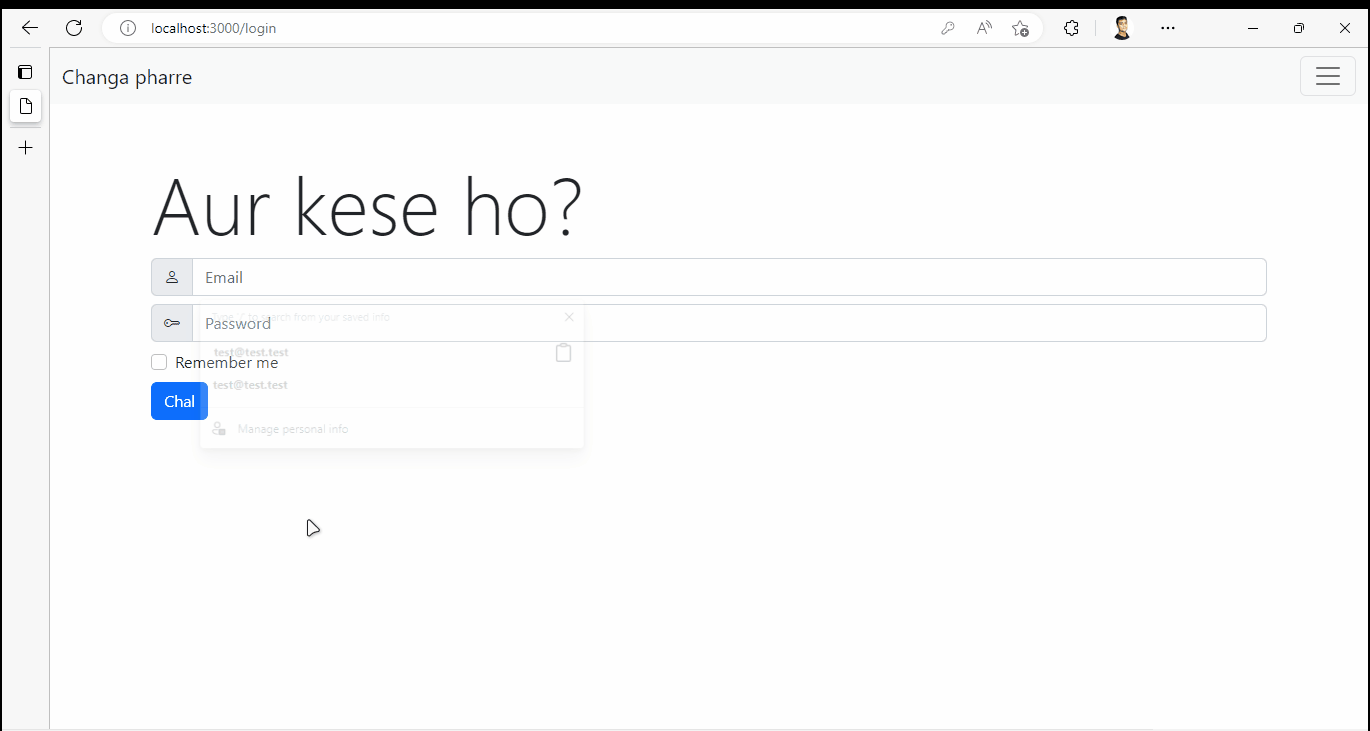 localhost:3000/login
Changa pharre
Aur kese ho?
Email
Type '/' to search from your saved info
Password
test@test.test
Remember me
test@test.test
Chal
Manage personal info